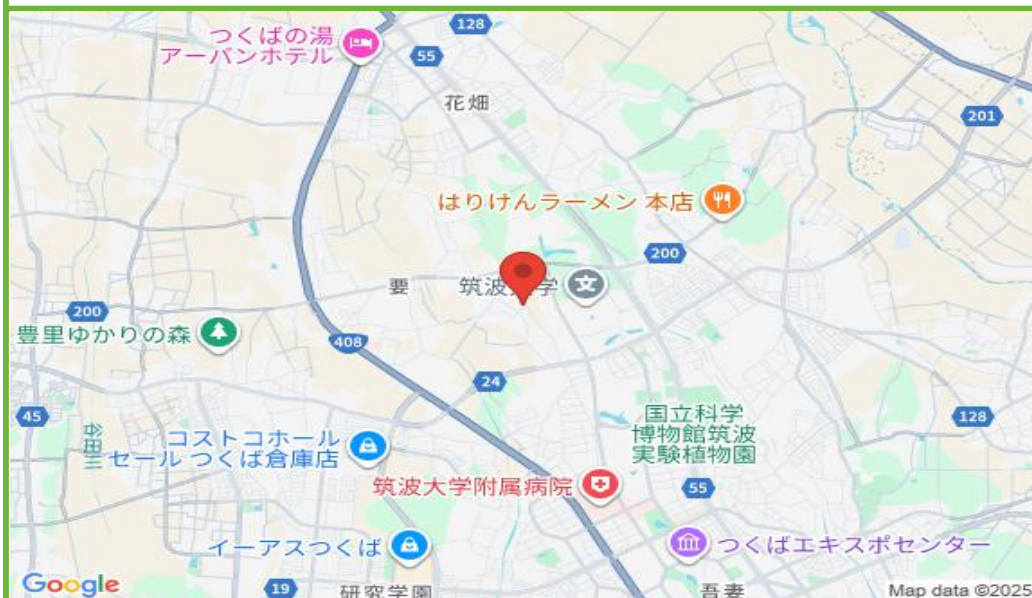 128
つくばの湯
アーバンホテル
55
花畑
201
はりけんラーメン 本店
200
要
筑波大学
文
200
豊里ゆかりの森
408
24
45
谷田川
国立科学
博物館筑波
実験植物園
128
コストコホール
セール つくば倉庫店
筑波大学附属病院
55
イーアスつくば
つくばエキスポセンター
Google
19
研究学園
吾妻
Map data ©2025